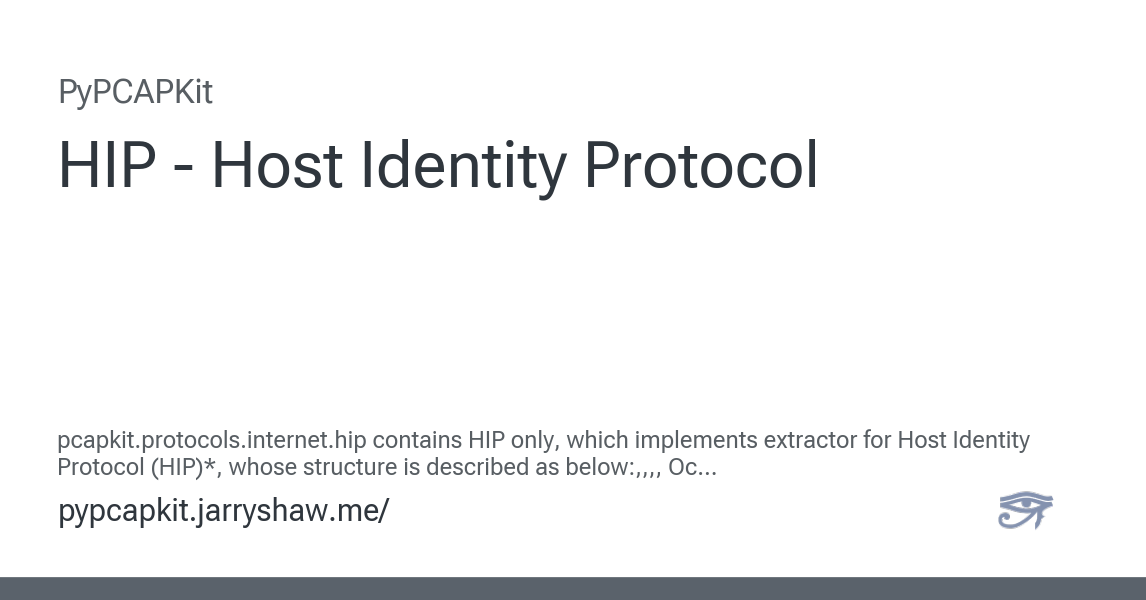 PyPCAPKit
HIP - Host Identity Protocol
pcapkit.protocols.internet.hip contains HIP only, which implements extractor for Host Identity
Protocol (HIP)*, whose structure is described as below:,,,, Oc...
pypcapkit.jarryshaw.me/